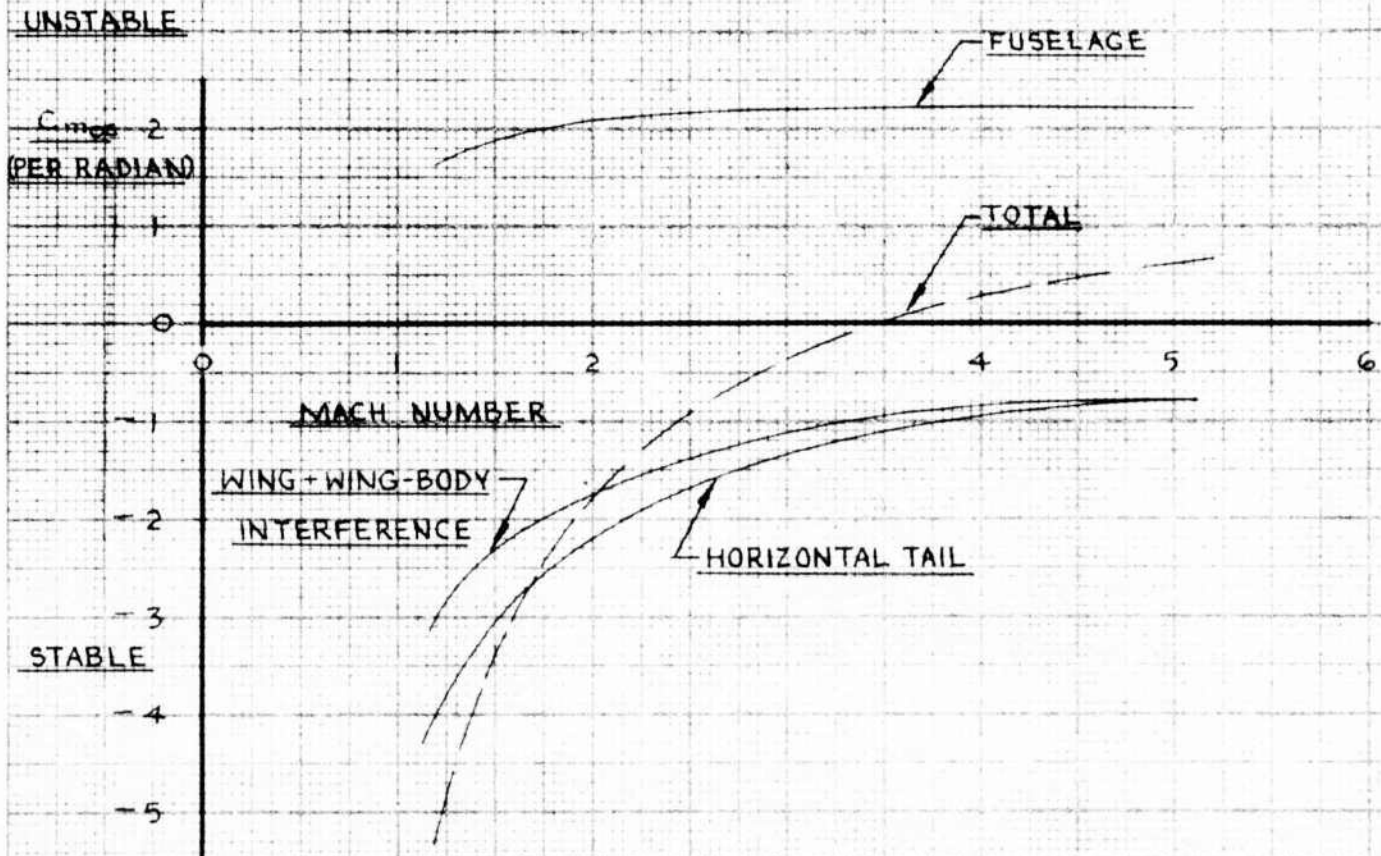 UNSTABLE
FUSELAGE
Cmα 2
(PER RADIAN)
TOTAL
1
0
0 1 2 4 5 6
-1
MACH NUMBER
WING+WING-BODY
INTERFERENCE
-2
HORIZONTAL TAIL
-3
STABLE
-4
-5